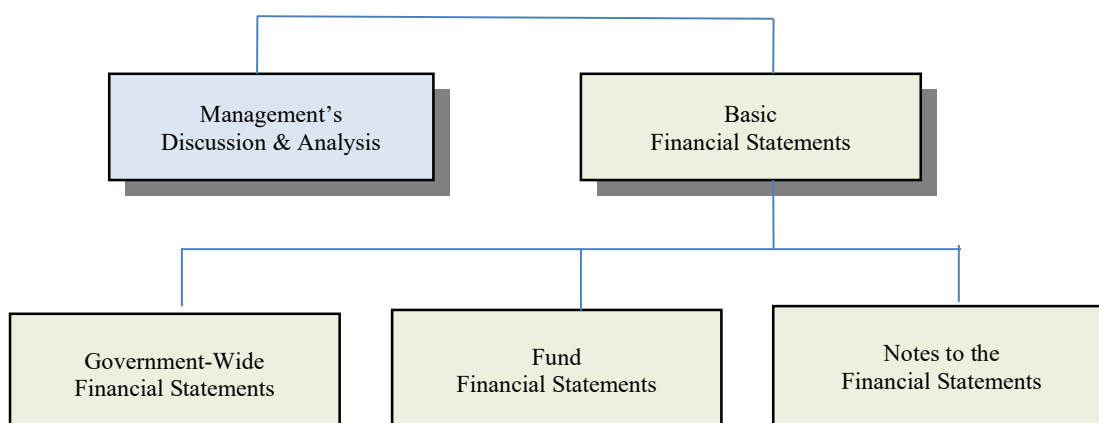 Management’s
Discussion & Analysis
Basic
Financial Statements
Government-Wide
Financial Statements
Fund
Financial Statements
Notes to the
Financial Statements